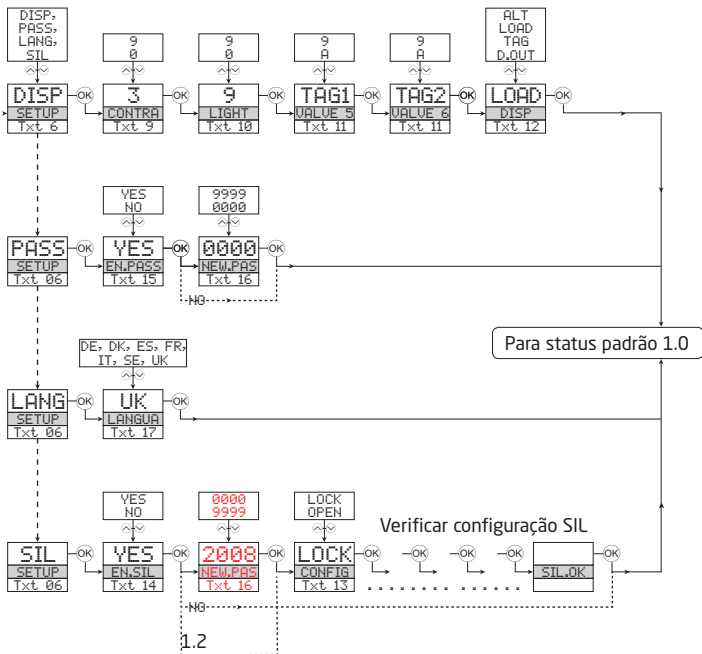 DISP,
PASS,
LANG,
SIL
9
0
9
0
9
A
9
A
ALT
LOAD
TAG
D.OUT
DISP
SETUP
Txt 6
OK
3
CONTRA
Txt 9
OK
9
LIGHT
Txt 10
OK
TAG1
VALVE 5
Txt 11
OK
TAG2
VALVE 6
Txt 11
OK
LOAD
DISP
Txt 12
OK
YES
NO
9999
0000
PASS
SETUP
Txt 06
OK
YES
EN.PASS
Txt 15
OK
0000
NEW.PAS
Txt 16
OK
NO
Para status padrão 1.0
DE, DK, ES, FR,
IT, SE, UK
LANG
SETUP
Txt 06
OK
UK
LANGUA
Txt 17
OK
YES
NO
0000
9999
LOCK
OPEN
Verificar configuração SIL
SIL
SETUP
Txt 06
OK
YES
EN.SIL
Txt 14
OK
2008
NEW.PAS
Txt 16
OK
LOCK
CONFIG
Txt 13
OK
OK
OK
OK
SIL.OK
OK
NO
1.2